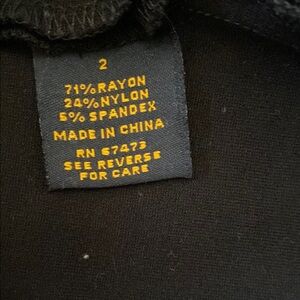 2
71% RAYON
24% NYLON
5% SPANDEX
MADE IN CHINA
RN 67473
SEE REVERSE
FOR CARE